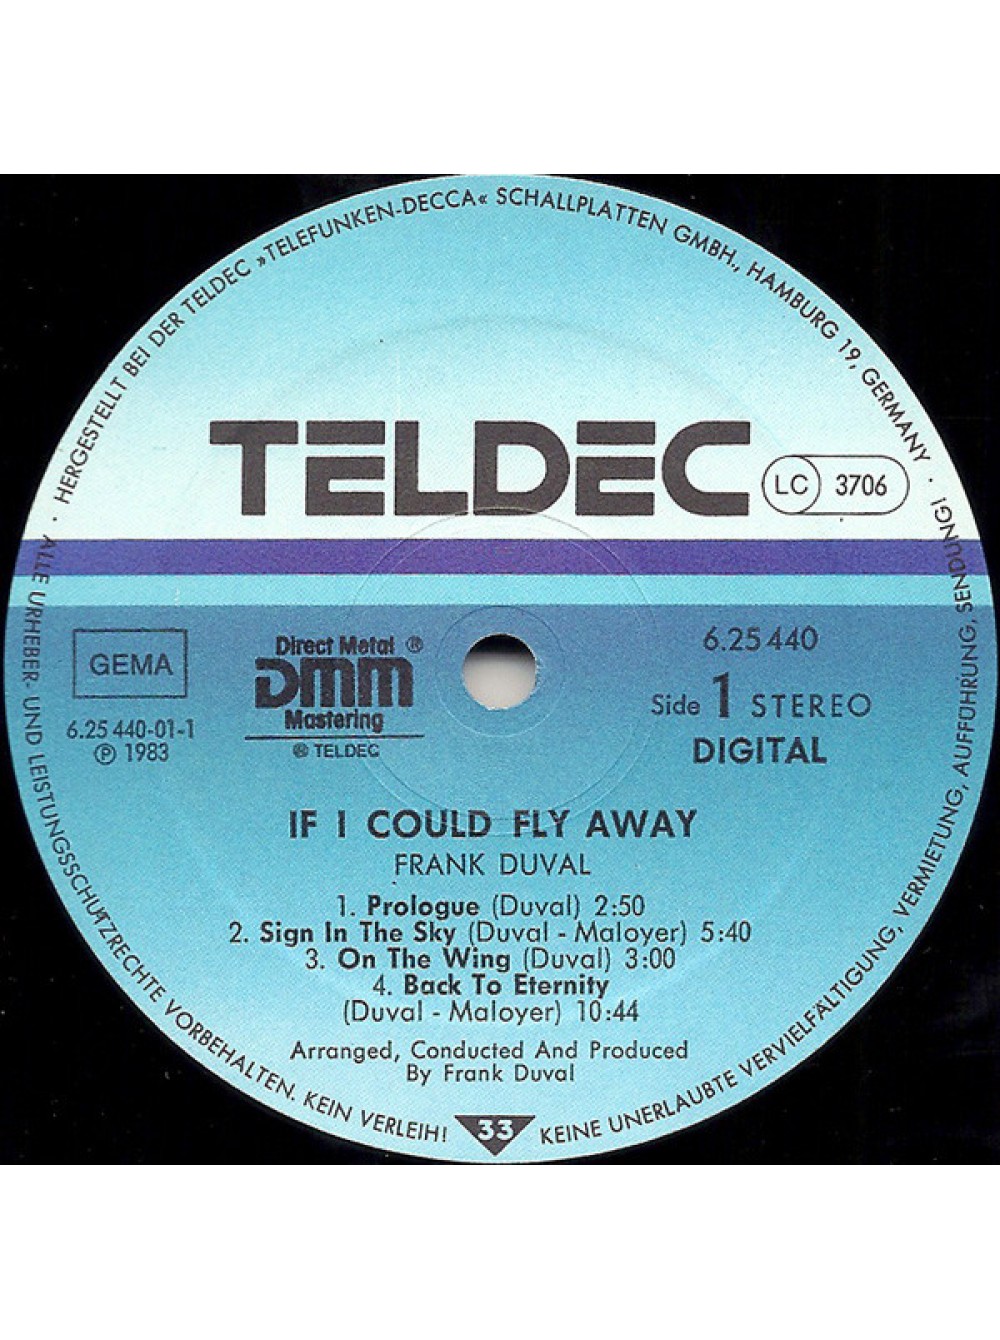 · HERGESTELLT BEI DER TELDEC »TELEFUNKEN-DECCA« SCHALLPLATTEN GMBH., HAMBURG 19, GERMANY ·
TELDEC
LC 3706
GEMA
6.25 440-01-1
℗ 1983
Direct Metal ®
DMM
Mastering
© TELDEC
6.25 440
Side 1 STEREO
DIGITAL
IF I COULD FLY AWAY
FRANK DUVAL
1. Prologue (Duval) 2:50
2. Sign In The Sky (Duval - Maloyer) 5:40
3. On The Wing (Duval) 3:00
4. Back To Eternity
(Duval - Maloyer) 10:44
Arranged, Conducted And Produced
By Frank Duval
33
ALLE URHEBER- UND LEISTUNGSSCHUTZRECHTE VORBEHALTEN. KEIN VERLEIH! KEINE UNERLAUBTE VERVIELFÄLTIGUNG, VERMIETUNG, AUFFÜHRUNG, SENDUNG!